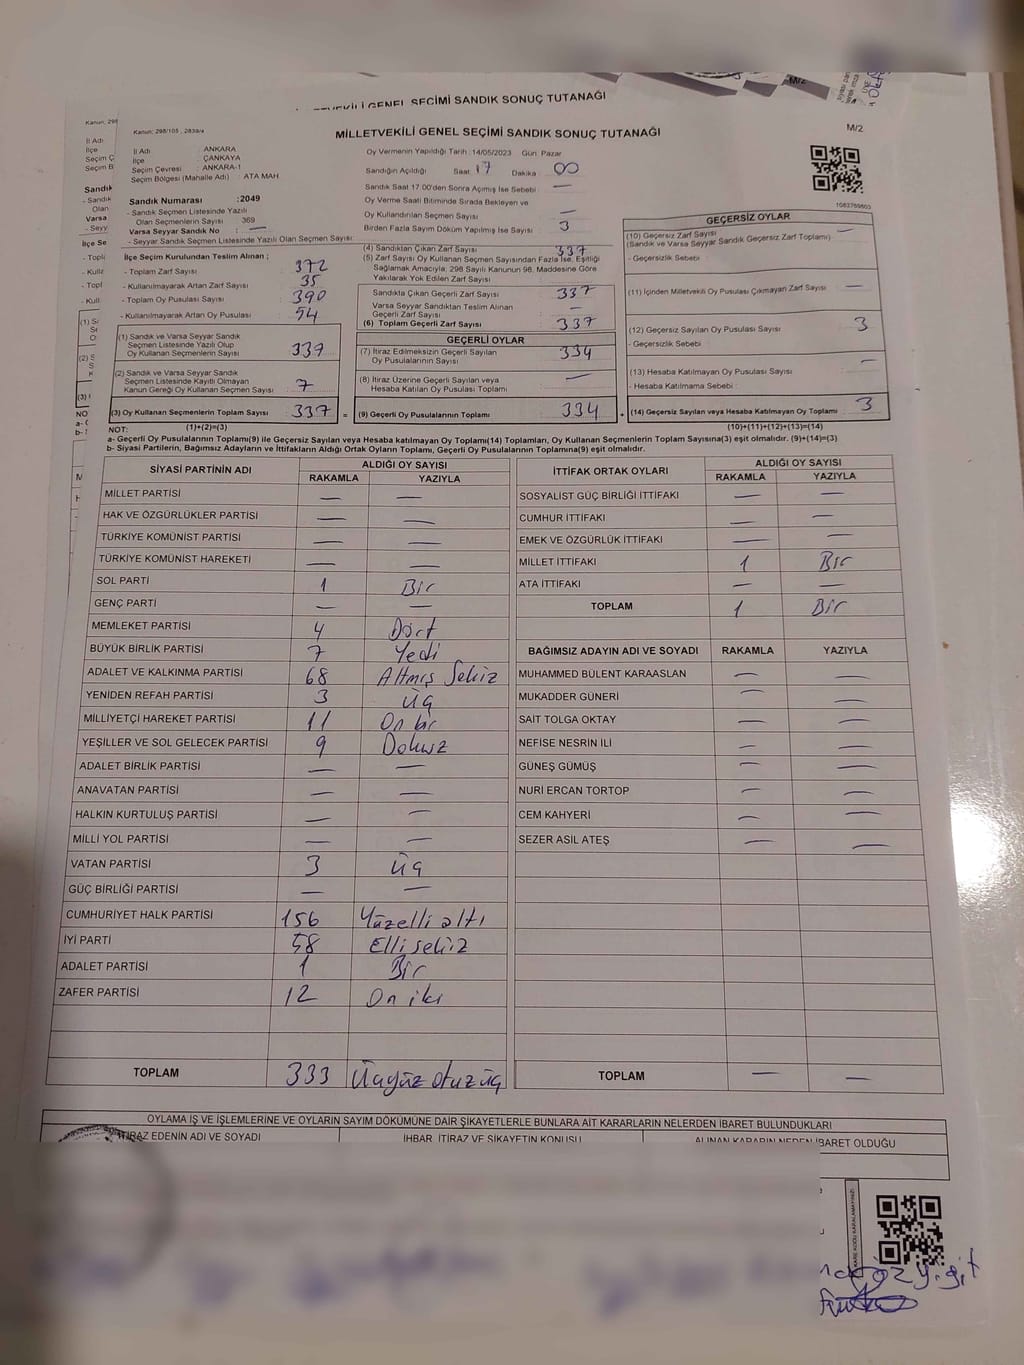 MİLLETVEKİLİ GENEL SEÇİMİ SANDIK SONUÇ TUTANAĞI
M/2
Kanun: 298/105
İl Adı : ANKARA
İlçe : ÇANKAYA
Seçim Çevresi : ANKARA-1
Seçim Bölgesi (Mahalle Adı) : ATA MAH.
Sandık Numarası :2049
- Sandık Seçmen Listesinde Yazılı
Olan Seçmenlerin Sayısı : 369
Varsa Seyyar Sandık No : —
- Seyyar Sandık Seçmen Listesinde Yazılı Olan Seçmen Sayısı:
İlçe Seçim Kurulundan Teslim Alınan ;
- Toplam Zarf Sayısı : 372
- Kullanılmayarak Artan Zarf Sayısı : 35
- Toplam Oy Pusulası Sayısı : 390
- Kullanılmayarak Artan Oy Pusulası : 54
Oy Vermenin Yapıldığı Tarih :14/05/2023 Gün: Pazar
Sandığın Açıldığı Saat: 17 Dakika : 00
Sandık Saat 17.00'den Sonra Açılmış İse Sebebi : —
Oy Verme Saati Bitiminde Sırada Bekleyen ve
Oy Kullandırılan Seçmen Sayısı : —
Birden Fazla Sayım Döküm Yapılmış İse Sayısı : 3
(4) Sandıktan Çıkan Zarf Sayısı : 337
(5) Zarf Sayısı Oy Kullanan Seçmen Sayısından Fazla İse, Eşitliği
Sağlamak Amacıyla; 298 Sayılı Kanunun 98. Maddesine Göre
Yakılarak Yok Edilen Zarf Sayısı :
Sandıkta Çıkan Geçerli Zarf Sayısı : 337
Varsa Seyyar Sandıktan Teslim Alınan
Geçerli Zarf Sayısı : —
(6) Toplam Geçerli Zarf Sayısı : 337
GEÇERLİ OYLAR
(7) İtiraz Edilmeksizin Geçerli Sayılan
Oy Pusulalarının Sayısı : 334
(8) İtiraz Üzerine Geçerli Sayılan veya
Hesaba Katılan Oy Pusulası Toplamı : —
(9) Geçerli Oy Pusulalarının Toplamı : 334
(1) Sandık ve Varsa Seyyar Sandık
Seçmen Listesinde Yazılı Olup
Oy Kullanan Seçmenlerin Sayısı : 337
(2) Sandık ve Varsa Seyyar Sandık
Seçmen Listesinde Kayıtlı Olmayan
Kanun Gereği Oy Kullanan Seçmen Sayısı : 7
(3) Oy Kullanan Seçmenlerin Toplam Sayısı : 337
(1)+(2)=(3)
1083769803
GEÇERSİZ OYLAR
(10) Geçersiz Zarf Sayısı : —
(Sandık ve Varsa Seyyar Sandık Geçersiz Zarf Toplamı)
- Geçersizlik Sebebi :
(11) İçinden Milletvekili Oy Pusulası Çıkmayan Zarf Sayısı : —
(12) Geçersiz Sayılan Oy Pusulası Sayısı : 3
- Geçersizlik Sebebi :
(13) Hesaba Katılmayan Oy Pusulası Sayısı : —
- Hesaba Katılmama Sebebi :
(14) Geçersiz Sayılan veya Hesaba Katılmayan Oy Toplamı : 3
(10)+(11)+(12)+(13)=(14)
NOT:
a- Geçerli Oy Pusulalarının Toplamı(9) ile Geçersiz Sayılan veya Hesaba katılmayan Oy Toplamı(14) Toplamları, Oy Kullanan Seçmenlerin Toplam Sayısına(3) eşit olmalıdır. (9)+(14)=(3)
b- Siyasi Partilerin, Bağımsız Adayların ve İttifakların Aldığı Ortak Oyların Toplamı, Geçerli Oy Pusulalarının Toplamına(9) eşit olmalıdır.
SİYASİ PARTİNİN ADI ALDIĞI OY SAYISI
RAKAMLA YAZIYLA
MİLLET PARTİSİ — —
HAK VE ÖZGÜRLÜKLER PARTİSİ — —
TÜRKİYE KOMÜNİST PARTİSİ — —
TÜRKİYE KOMÜNİST HAREKETİ — —
SOL PARTİ 1 Bir
GENÇ PARTİ — —
MEMLEKET PARTİSİ 4 Dört
BÜYÜK BİRLİK PARTİSİ 7 Yedi
ADALET VE KALKINMA PARTİSİ 68 Altmış Sekiz
YENİDEN REFAH PARTİSİ 3 Üç
MİLLİYETÇİ HAREKET PARTİSİ 11 On bir
YEŞİLLER VE SOL GELECEK PARTİSİ 9 Dokuz
ADALET BİRLİK PARTİSİ — —
ANAVATAN PARTİSİ — —
HALKIN KURTULUŞ PARTİSİ — —
MİLLİ YOL PARTİSİ — —
VATAN PARTİSİ 3 Üç
GÜÇ BİRLİĞİ PARTİSİ — —
CUMHURİYET HALK PARTİSİ 156 Yüzelli altı
İYİ PARTİ 58 Elli sekiz
ADALET PARTİSİ 1 Bir
ZAFER PARTİSİ 12 On iki
TOPLAM 333 Üçyüz otuz üç
İTTİFAK ORTAK OYLARI ALDIĞI OY SAYISI
RAKAMLA YAZIYLA
SOSYALİST GÜÇ BİRLİĞİ İTTİFAKI — —
CUMHUR İTTİFAKI — —
EMEK VE ÖZGÜRLÜK İTTİFAKI — —
MİLLET İTTİFAKI 1 Bir
ATA İTTİFAKI — —
TOPLAM 1 Bir
BAĞIMSIZ ADAYIN ADI VE SOYADI RAKAMLA YAZIYLA
MUHAMMED BÜLENT KARAASLAN — —
MUKADDER GÜNERİ — —
SAİT TOLGA OKTAY — —
NEFİSE NESRİN İLİ — —
GÜNEŞ GÜMÜŞ — —
NURİ ERCAN TORTOP — —
CEM KAHYERİ — —
SEZER ASIL ATEŞ — —
TOPLAM — —
OYLAMA İŞ VE İŞLEMLERİNE VE OYLARIN SAYIM DÖKÜMÜNE DAİR ŞİKAYETLERLE BUNLARA AİT KARARLARIN NELERDEN İBARET BULUNDUKLARI
İTİRAZ EDENİN ADI VE SOYADI İHBAR, İTİRAZ VE ŞİKAYETİN KONUSU ALINAN KARARIN NEDEN İBARET OLDUĞU
KARE KODU KARALAMAYINIZ!
Özyiğit